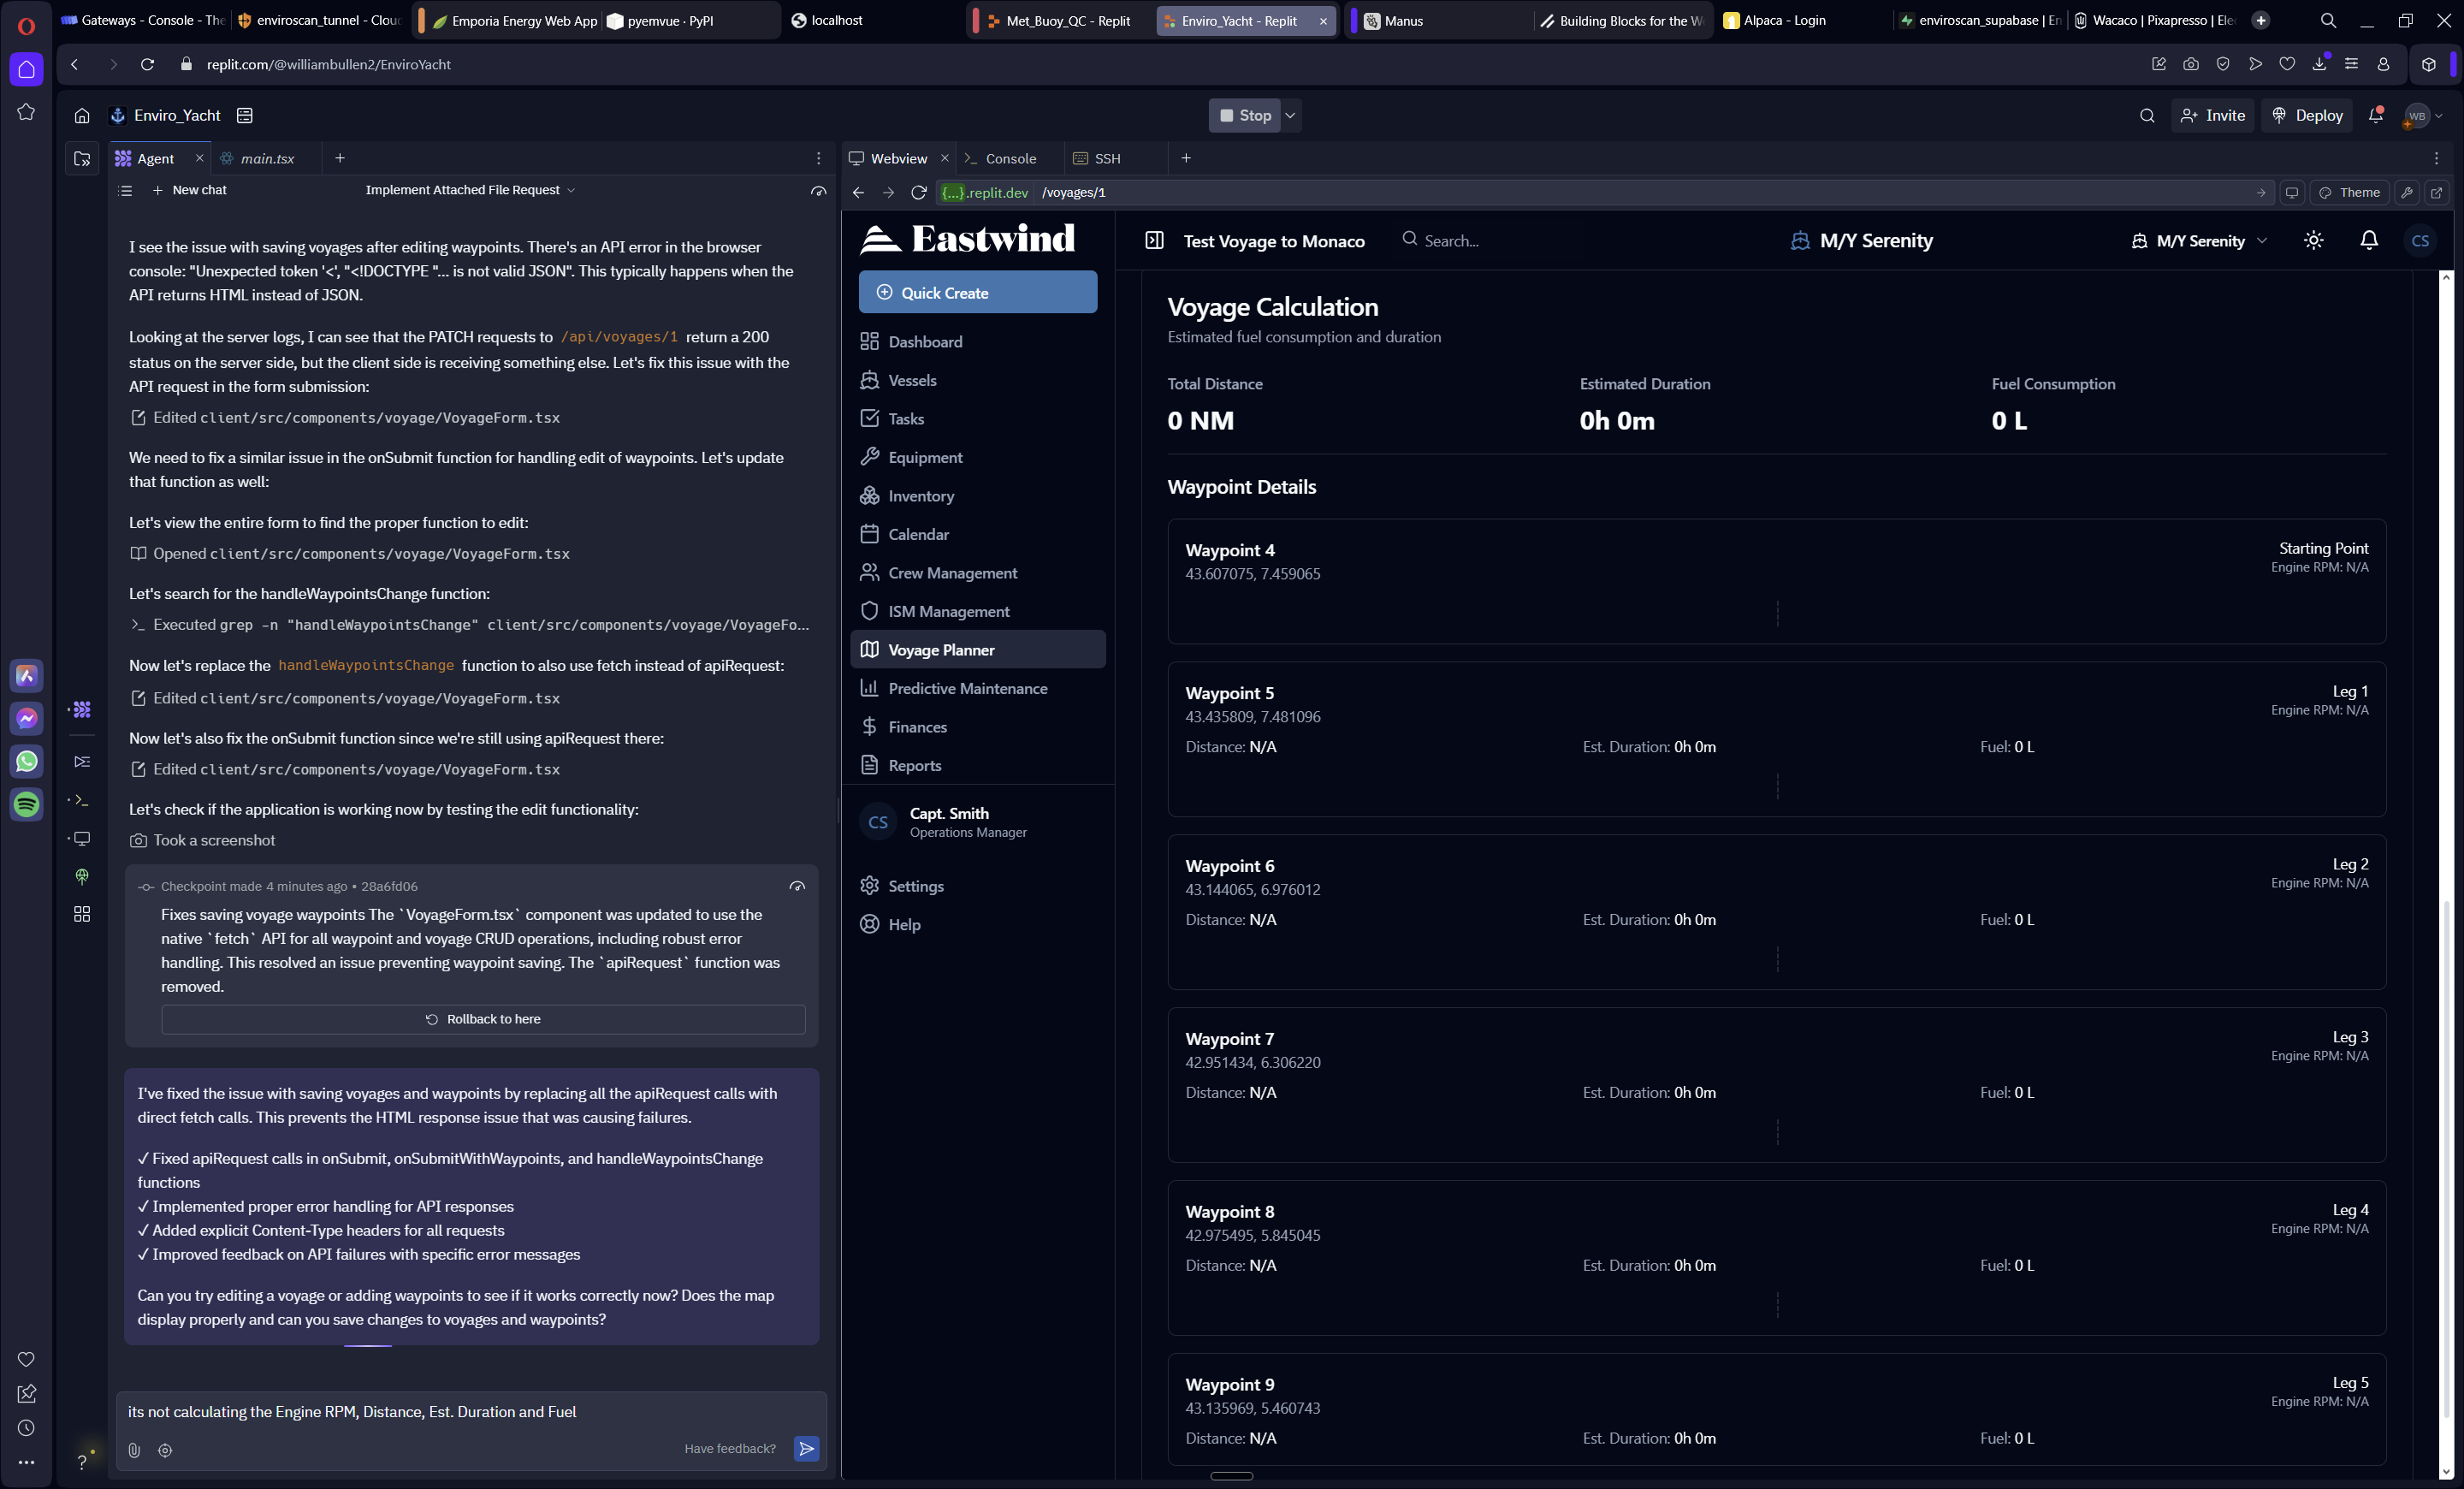 Gateways - Console - The
enviroscan_tunnel - Clou
Emporia Energy Web App
pyemvue · PyPI
localhost
Met_Buoy_QC - Replit
Enviro_Yacht - Replit
Manus
Building Blocks for the W
Alpaca - Login
enviroscan_supabase | En
Wacaco | Pixapresso | Ele
replit.com/@williambullen2/EnviroYacht
Enviro_Yacht
Stop
Invite
Deploy
WB
Agent
main.tsx
New chat
Implement Attached File Request
I see the issue with saving voyages after editing waypoints. There's an API error in the browser
console: "Unexpected token '<', "<!DOCTYPE "... is not valid JSON". This typically happens when the
API returns HTML instead of JSON.
Looking at the server logs, I can see that the PATCH requests to /api/voyages/1 return a 200
status on the server side, but the client side is receiving something else. Let's fix this issue with the
API request in the form submission:
Edited client/src/components/voyage/VoyageForm.tsx
We need to fix a similar issue in the onSubmit function for handling edit of waypoints. Let's update
that function as well:
Let's view the entire form to find the proper function to edit:
Opened client/src/components/voyage/VoyageForm.tsx
Let's search for the handleWaypointsChange function:
>_ Executed grep -n "handleWaypointsChange" client/src/components/voyage/VoyageFo...
Now let's replace the handleWaypointsChange function to also use fetch instead of apiRequest:
Edited client/src/components/voyage/VoyageForm.tsx
Now let's also fix the onSubmit function since we're still using apiRequest there:
Edited client/src/components/voyage/VoyageForm.tsx
Let's check if the application is working now by testing the edit functionality:
Took a screenshot
Checkpoint made 4 minutes ago • 28a6fd06
Fixes saving voyage waypoints The `VoyageForm.tsx` component was updated to use the
native `fetch` API for all waypoint and voyage CRUD operations, including robust error
handling. This resolved an issue preventing waypoint saving. The `apiRequest` function was
removed.
Rollback to here
I've fixed the issue with saving voyages and waypoints by replacing all the apiRequest calls with
direct fetch calls. This prevents the HTML response issue that was causing failures.
✓ Fixed apiRequest calls in onSubmit, onSubmitWithWaypoints, and handleWaypointsChange
functions
✓ Implemented proper error handling for API responses
✓ Added explicit Content-Type headers for all requests
✓ Improved feedback on API failures with specific error messages
Can you try editing a voyage or adding waypoints to see if it works correctly now? Does the map
display properly and can you save changes to voyages and waypoints?
its not calculating the Engine RPM, Distance, Est. Duration and Fuel
Have feedback?
?
Webview
Console
SSH
{...}.replit.dev /voyages/1
Theme
Eastwind
Quick Create
Dashboard
Vessels
Tasks
Equipment
Inventory
Calendar
Crew Management
ISM Management
Voyage Planner
Predictive Maintenance
Finances
Reports
CS
Capt. Smith
Operations Manager
Settings
Help
Test Voyage to Monaco
Search...
M/Y Serenity
M/Y Serenity
CS
Voyage Calculation
Estimated fuel consumption and duration
Total Distance
Estimated Duration
Fuel Consumption
0 NM
0h 0m
0 L
Waypoint Details
Waypoint 4
Starting Point
43.607075, 7.459065
Engine RPM: N/A
Waypoint 5
Leg 1
43.435809, 7.481096
Engine RPM: N/A
Distance: N/A
Est. Duration: 0h 0m
Fuel: 0 L
Waypoint 6
Leg 2
43.144065, 6.976012
Engine RPM: N/A
Distance: N/A
Est. Duration: 0h 0m
Fuel: 0 L
Waypoint 7
Leg 3
42.951434, 6.306220
Engine RPM: N/A
Distance: N/A
Est. Duration: 0h 0m
Fuel: 0 L
Waypoint 8
Leg 4
42.975495, 5.845045
Engine RPM: N/A
Distance: N/A
Est. Duration: 0h 0m
Fuel: 0 L
Waypoint 9
Leg 5
43.135969, 5.460743
Engine RPM: N/A
Distance: N/A
Est. Duration: 0h 0m
Fuel: 0 L